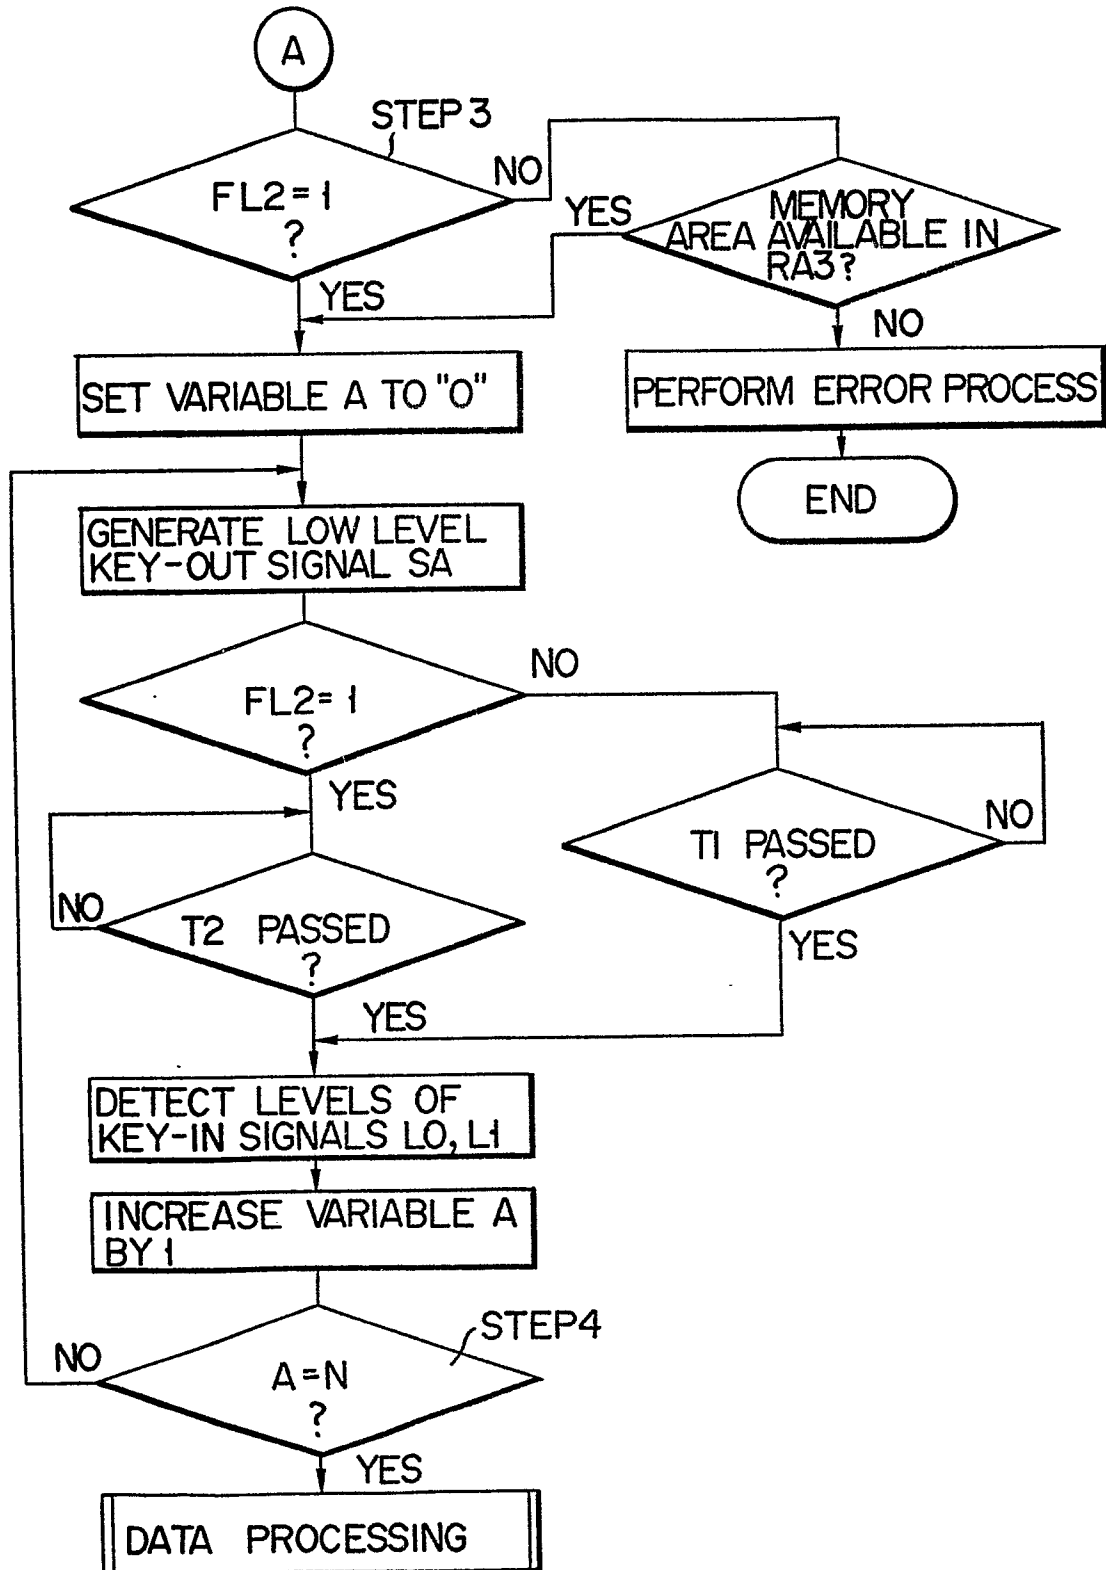 A
STEP 3
FL2=1
?
NO
YES
MEMORY
AREA AVAILABLE IN
RA3?
YES
NO
SET VARIABLE A TO "0"
PERFORM ERROR PROCESS
END
GENERATE LOW LEVEL
KEY-OUT SIGNAL SA
FL2=1
?
NO
YES
T1 PASSED
?
NO
YES
T2 PASSED
?
NO
YES
DETECT LEVELS OF
KEY-IN SIGNALS L0, L1
INCREASE VARIABLE A
BY 1
STEP4
A=N
?
NO
YES
DATA PROCESSING